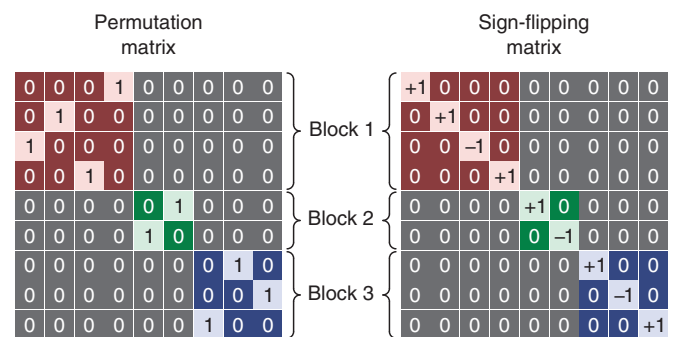 Permutation
matrix
Sign-flipping
matrix
0 0 0 1 0 0 0 0 0
0 1 0 0 0 0 0 0 0
1 0 0 0 0 0 0 0 0
0 0 1 0 0 0 0 0 0
0 0 0 0 0 1 0 0 0
0 0 0 0 1 0 0 0 0
0 0 0 0 0 0 0 1 0
0 0 0 0 0 0 0 0 1
0 0 0 0 0 0 1 0 0
Block 1
Block 2
Block 3
+1 0 0 0 0 0 0 0 0
0 +1 0 0 0 0 0 0 0
0 0 −1 0 0 0 0 0 0
0 0 0 +1 0 0 0 0 0
0 0 0 0 +1 0 0 0 0
0 0 0 0 0 −1 0 0 0
0 0 0 0 0 0 +1 0 0
0 0 0 0 0 0 0 −1 0
0 0 0 0 0 0 0 0 +1